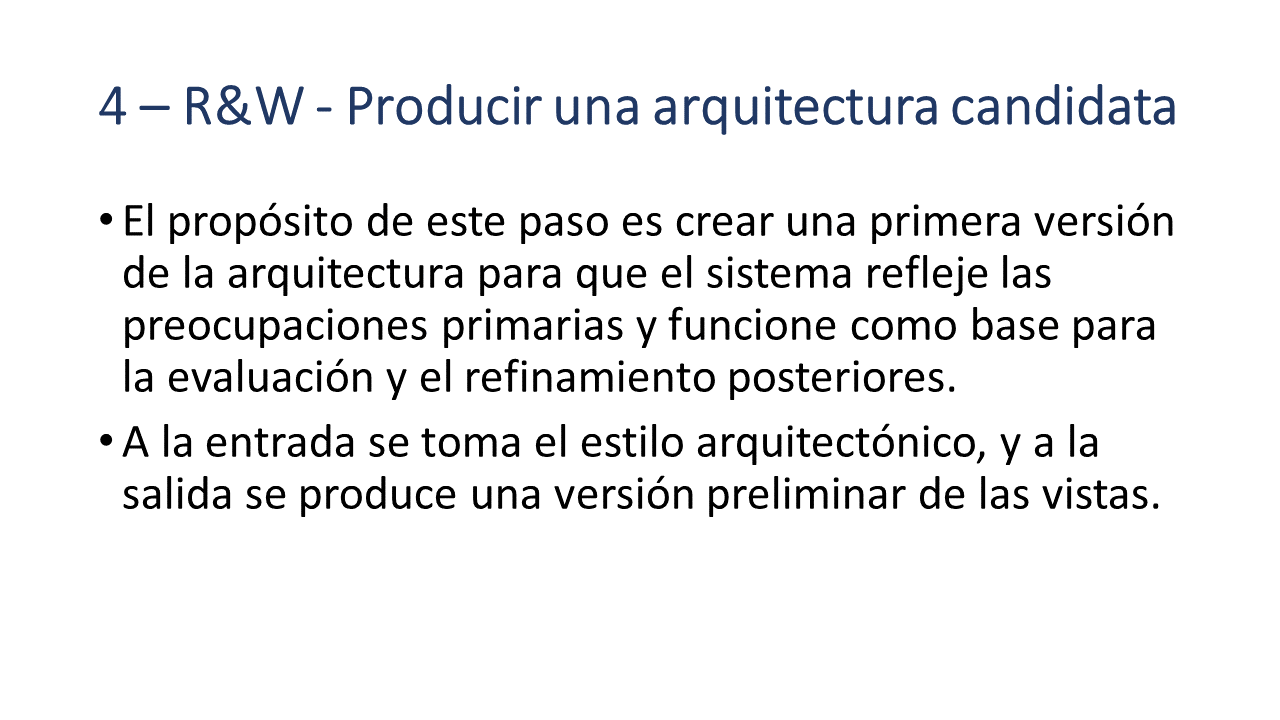 4 – R&W - Producir una arquitectura candidata
• El propósito de este paso es crear una primera versión
de la arquitectura para que el sistema refleje las
preocupaciones primarias y funcione como base para
la evaluación y el refinamiento posteriores.
• A la entrada se toma el estilo arquitectónico, y a la
salida se produce una versión preliminar de las vistas.